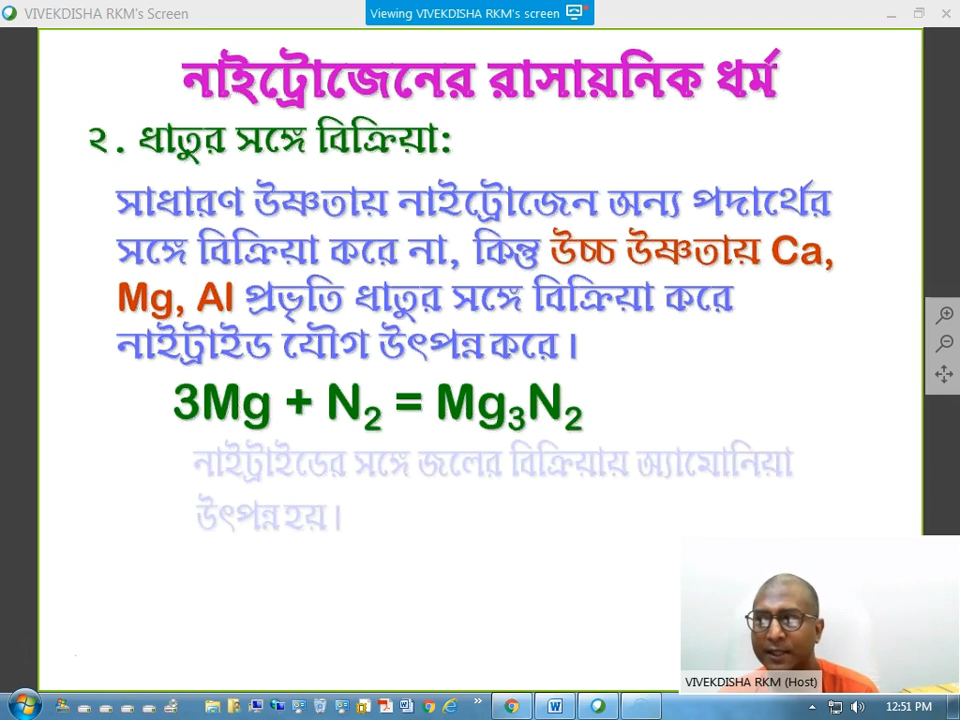 VIVEKDISHA RKM's Screen
Viewing VIVEKDISHA RKM's screen
নাইট্রোজেনের রাসায়নিক ধর্ম
২. ধাতুর সঙ্গে বিক্রিয়া:
সাধারণ উষ্ণতায় নাইট্রোজেন অন্য পদার্থের
সঙ্গে বিক্রিয়া করে না, কিন্তু উচ্চ উষ্ণতায় Ca,
Mg, Al প্রভৃতি ধাতুর সঙ্গে বিক্রিয়া করে
নাইট্রাইড যৌগ উৎপন্ন করে।
3Mg + N₂ = Mg₃N₂
নাইট্রাইডের সঙ্গে জলের বিক্রিয়ায় অ্যামোনিয়া
উৎপন্ন হয়।
VIVEKDISHA RKM (Host)
12:51 PM